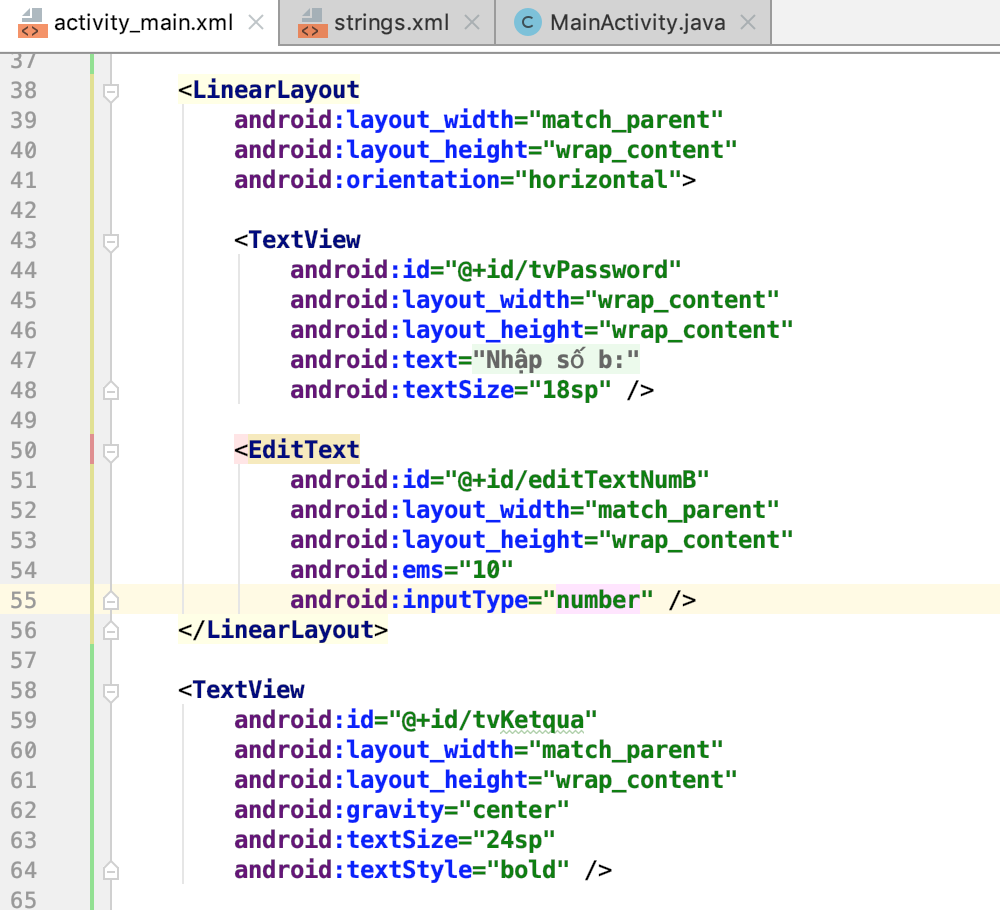 activity_main.xml strings.xml C MainActivity.java
37
38 <LinearLayout
39 android:layout_width="match_parent"
40 android:layout_height="wrap_content"
41 android:orientation="horizontal">
42
43 <TextView
44 android:id="@+id/tvPassword"
45 android:layout_width="wrap_content"
46 android:layout_height="wrap_content"
47 android:text="Nhập số b:"
48 android:textSize="18sp" />
49
50 <EditText
51 android:id="@+id/editTextNumB"
52 android:layout_width="match_parent"
53 android:layout_height="wrap_content"
54 android:ems="10"
55 android:inputType="number" />
56 </LinearLayout>
57
58 <TextView
59 android:id="@+id/tvKetqua"
60 android:layout_width="match_parent"
61 android:layout_height="wrap_content"
62 android:gravity="center"
63 android:textSize="24sp"
64 android:textStyle="bold" />
65